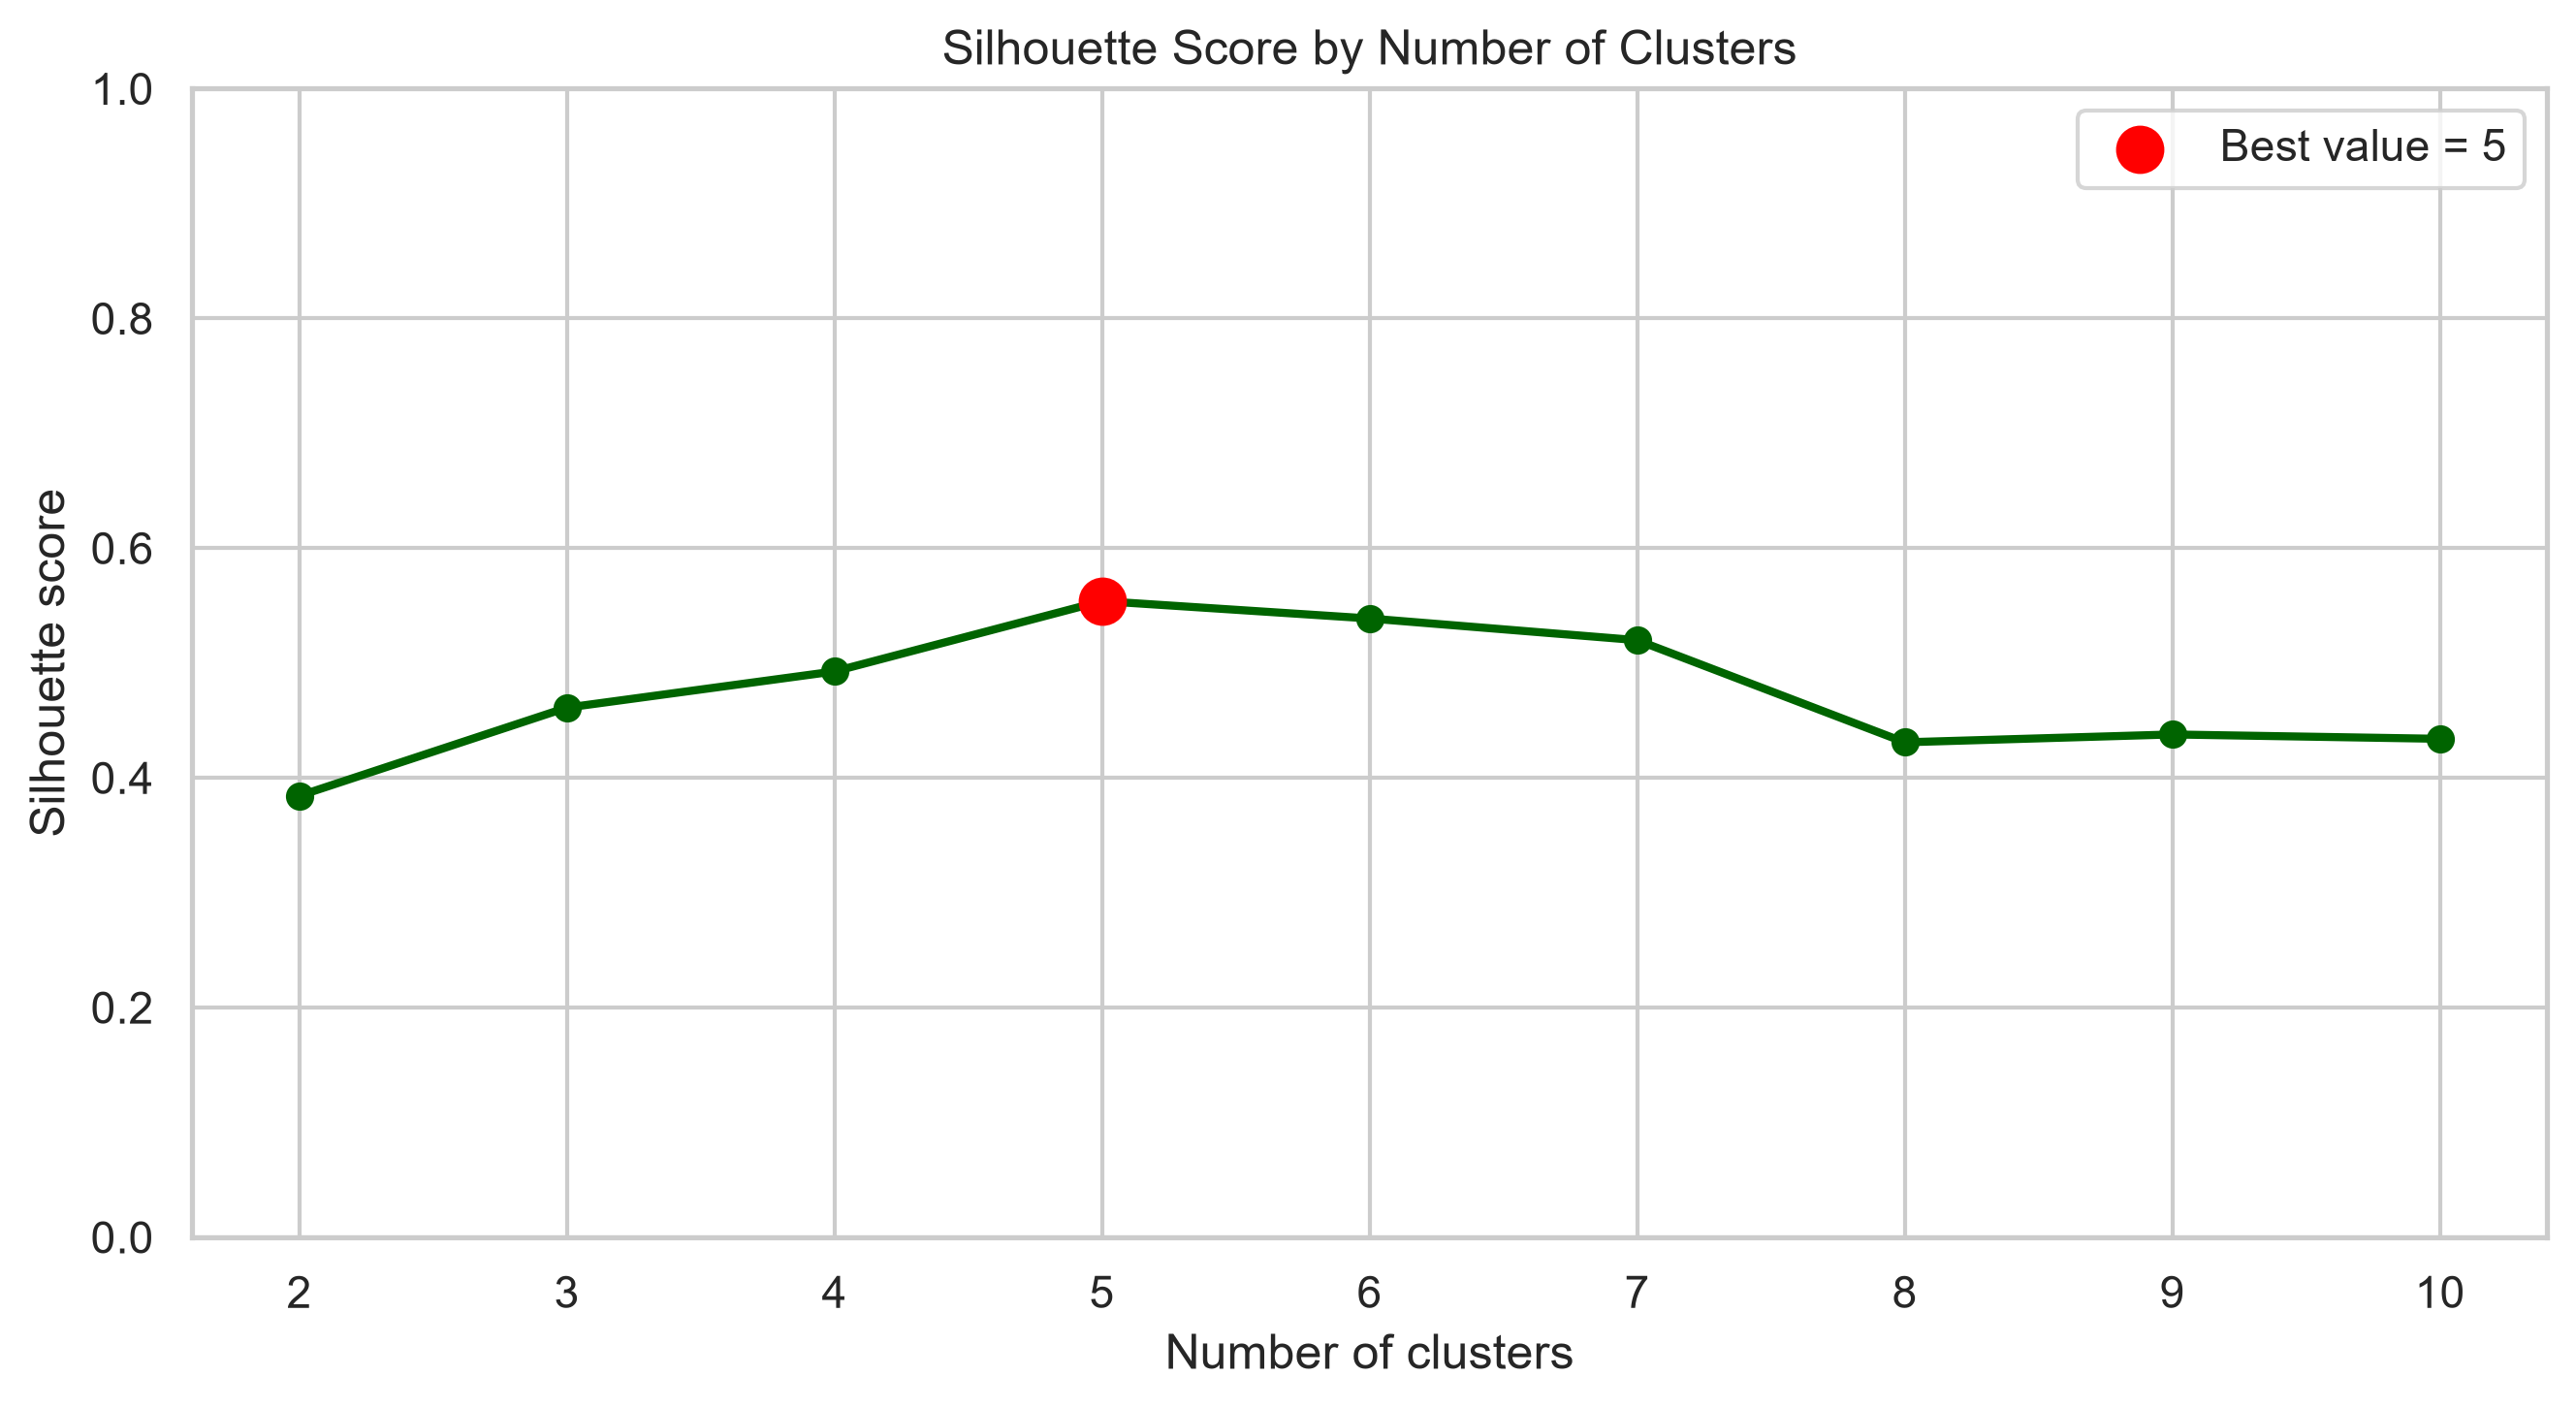 Silhouette Score by Number of Clusters
Best value = 5
Silhouette score
1.0
0.8
0.6
0.4
0.2
0.0
2 3 4 5 6 7 8 9 10
Number of clusters